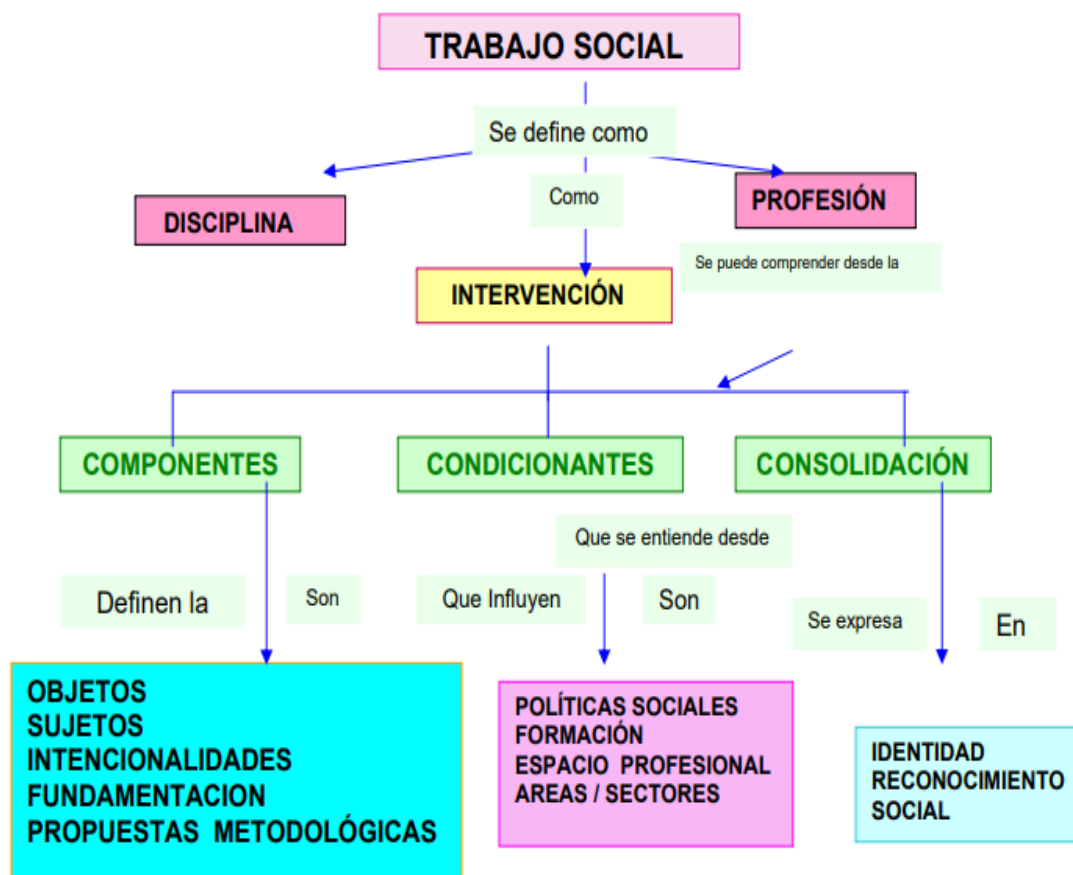 TRABAJO SOCIAL
Se define como
DISCIPLINA
Como
PROFESIÓN
Se puede comprender desde la
INTERVENCIÓN
COMPONENTES
CONDICIONANTES
CONSOLIDACIÓN
Que se entiende desde
Definen la
Son
Que Influyen
Son
Se expresa
En
OBJETOS
SUJETOS
INTENCIONALIDADES
FUNDAMENTACION
PROPUESTAS METODOLÓGICAS
POLÍTICAS SOCIALES
FORMACIÓN
ESPACIO PROFESIONAL
AREAS / SECTORES
IDENTIDAD
RECONOCIMIENTO
SOCIAL